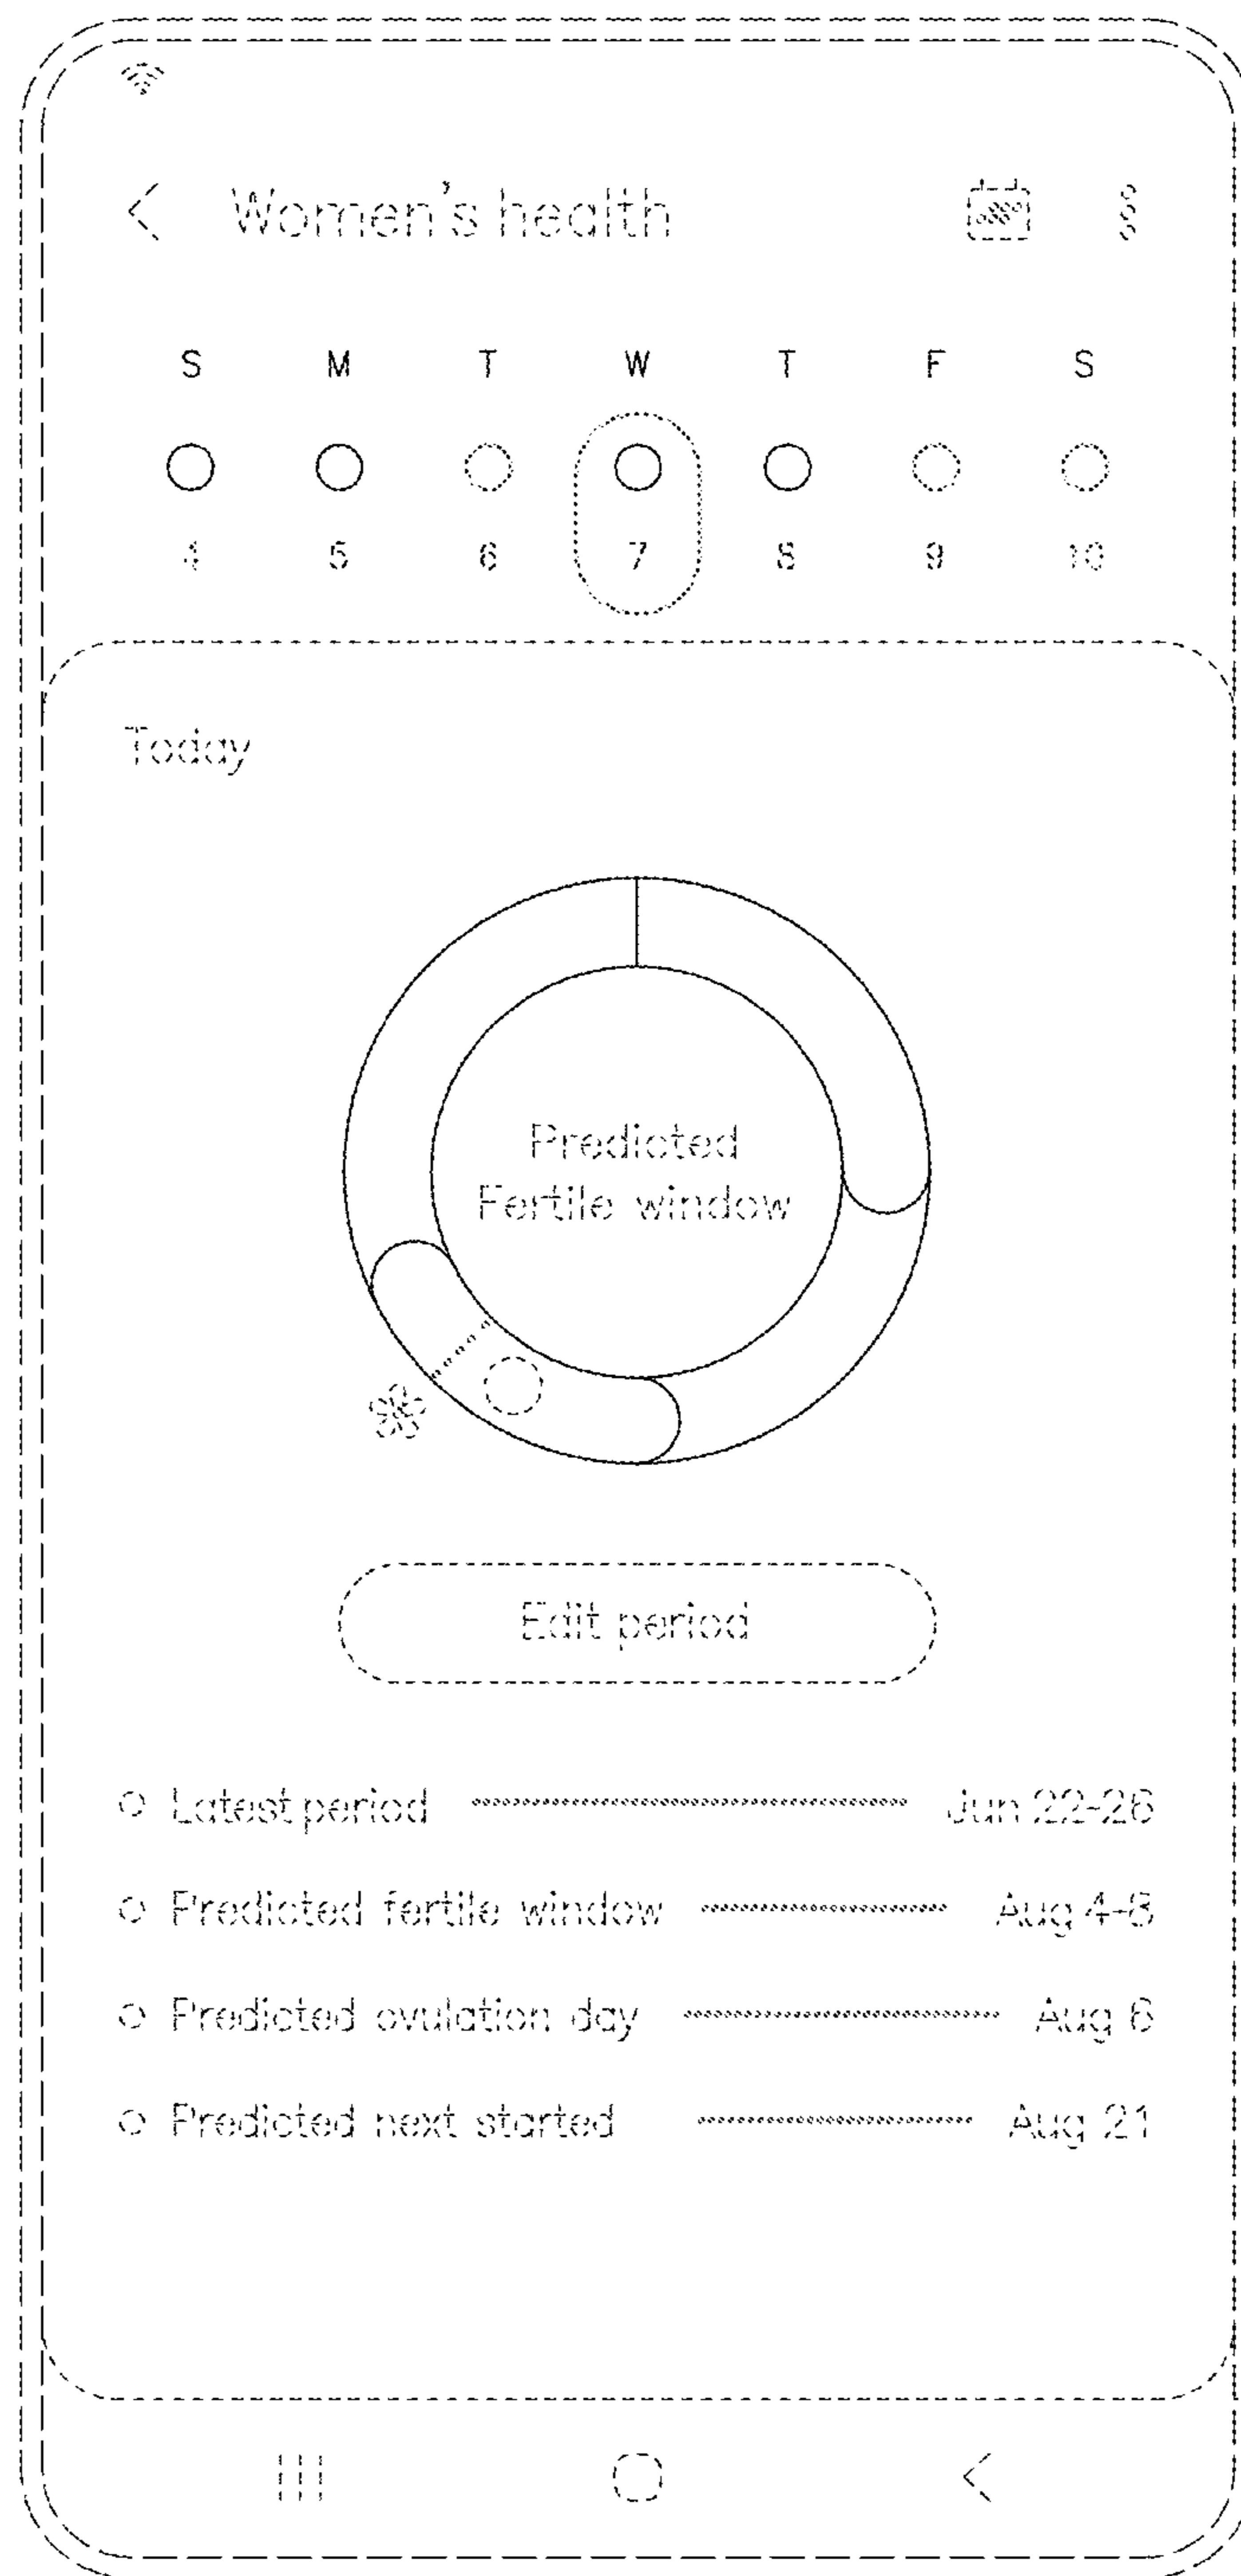 Women's health
S M T W T F S
4 5 6 7 8 9 10
Today
Predicted
Fertile window
Edit period
Latest period Jun 22-26
Predicted fertile window Aug 4-8
Predicted ovulation day Aug 6
Predicted next started Aug 21